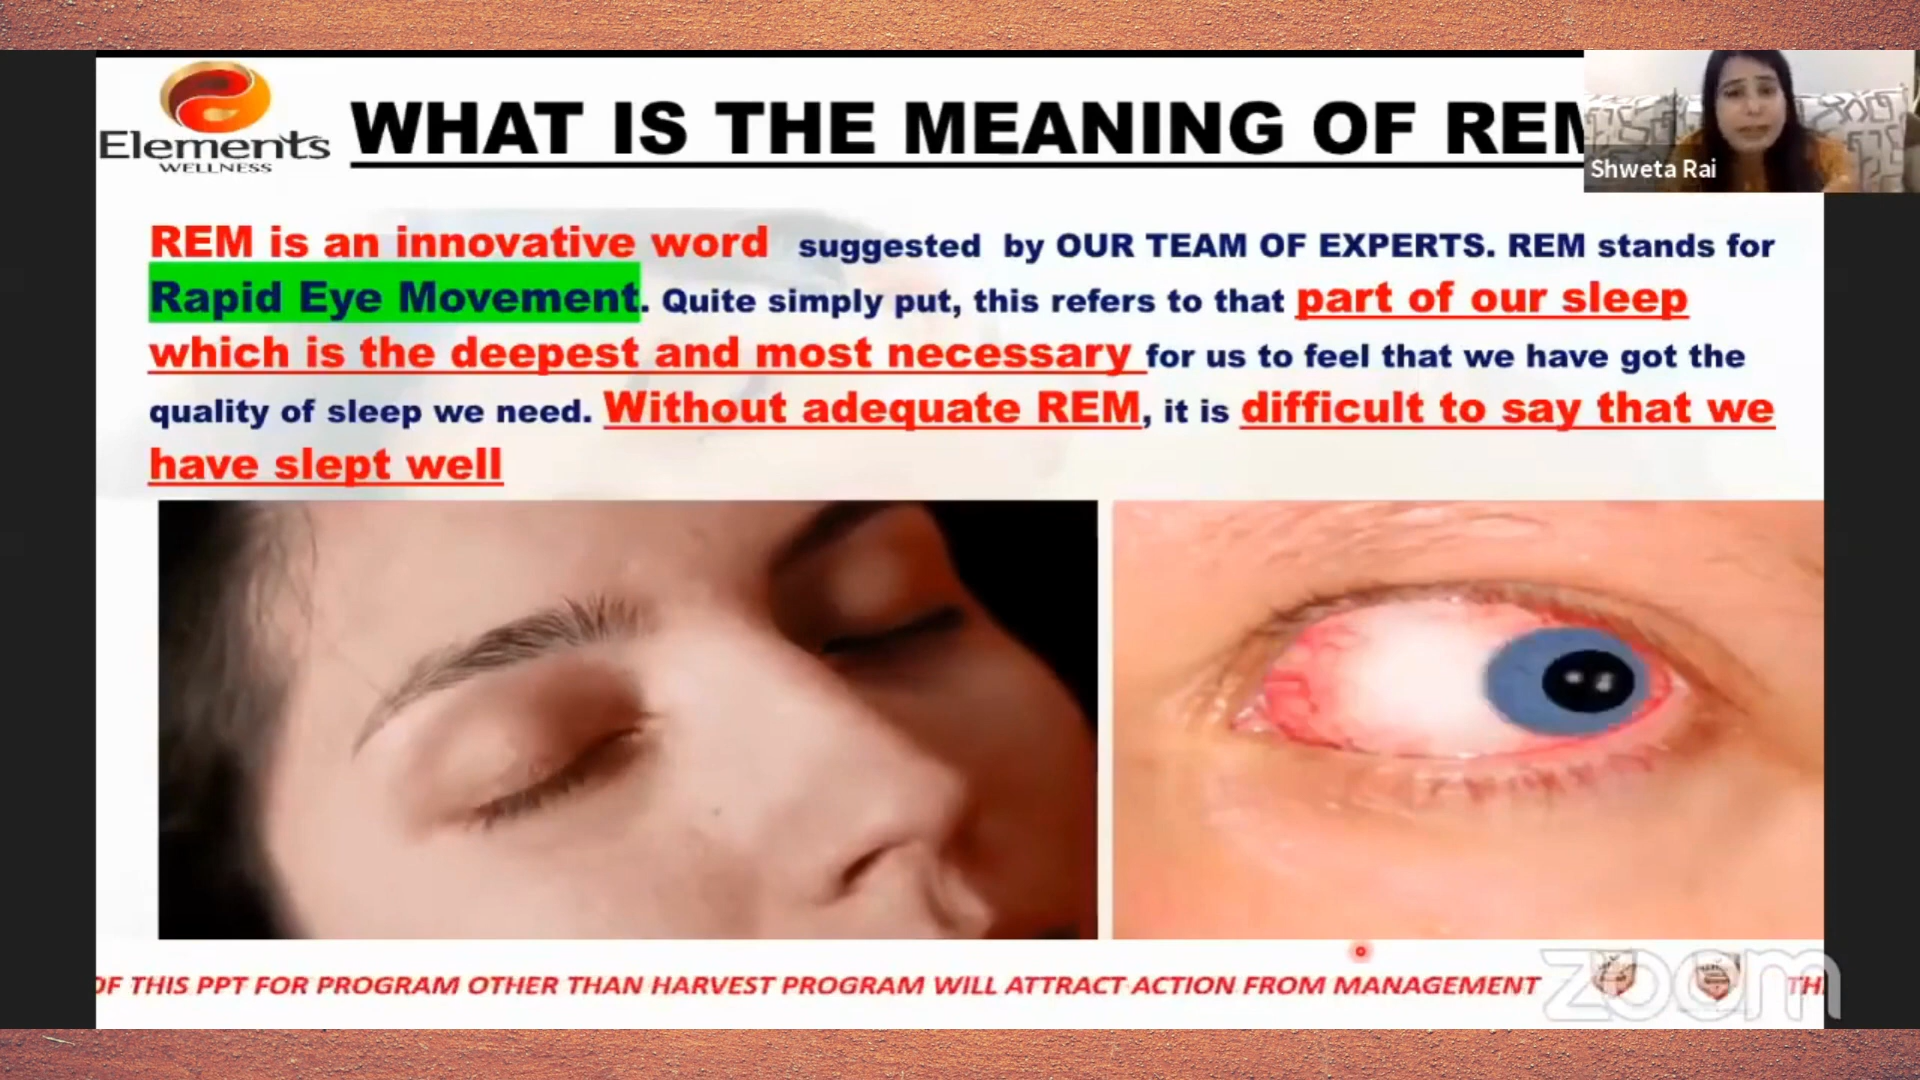 Elements
WELLNESS
WHAT IS THE MEANING OF REM
Shweta Rai
REM is an innovative word suggested by OUR TEAM OF EXPERTS. REM stands for
Rapid Eye Movement. Quite simply put, this refers to that part of our sleep
which is the deepest and most necessary for us to feel that we have got the
quality of sleep we need. Without adequate REM, it is difficult to say that we
have slept well
OF THIS PPT FOR PROGRAM OTHER THAN HARVEST PROGRAM WILL ATTRACT ACTION FROM MANAGEMENT
zoom